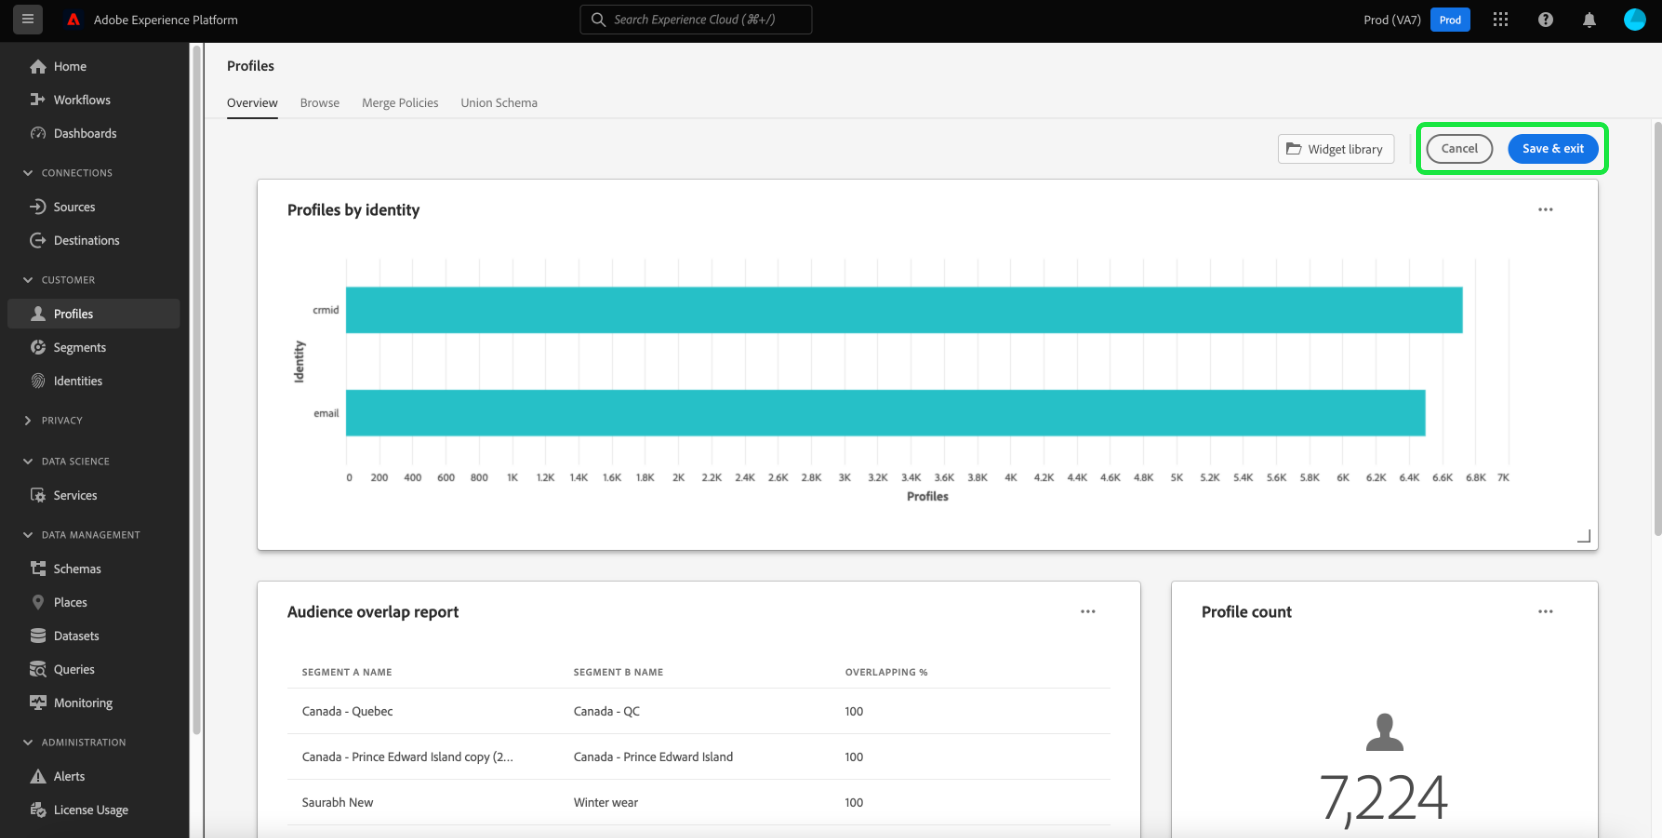 Adobe Experience Platform
Search Experience Cloud (⌘+/)
Prod (VA7)
Prod
Home
Workflows
Dashboards
CONNECTIONS
Sources
Destinations
CUSTOMER
Profiles
Segments
Identities
PRIVACY
DATA SCIENCE
Services
DATA MANAGEMENT
Schemas
Places
Datasets
Queries
Monitoring
ADMINISTRATION
Alerts
License Usage
Profiles
Overview Browse Merge Policies Union Schema
Widget library Cancel Save & exit
Profiles by identity
Identity
crmid
email
0 200 400 600 800 1K 1.2K 1.4K 1.6K 1.8K 2K 2.2K 2.4K 2.6K 2.8K 3K 3.2K 3.4K 3.6K 3.8K 4K 4.2K 4.4K 4.6K 4.8K 5K 5.2K 5.4K 5.6K 5.8K 6K 6.2K 6.4K 6.6K 6.8K 7K
Profiles
Audience overlap report
SEGMENT A NAME SEGMENT B NAME OVERLAPPING %
Canada - Quebec Canada - QC 100
Canada - Prince Edward Island copy (2... Canada - Prince Edward Island 100
Saurabh New Winter wear 100
Profile count
7,224